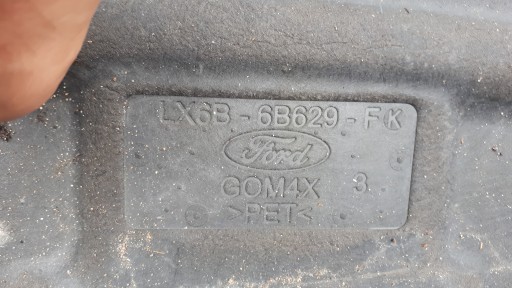 LX6B - 6B629 - FK
Ford
GOM4X 3
>PET<